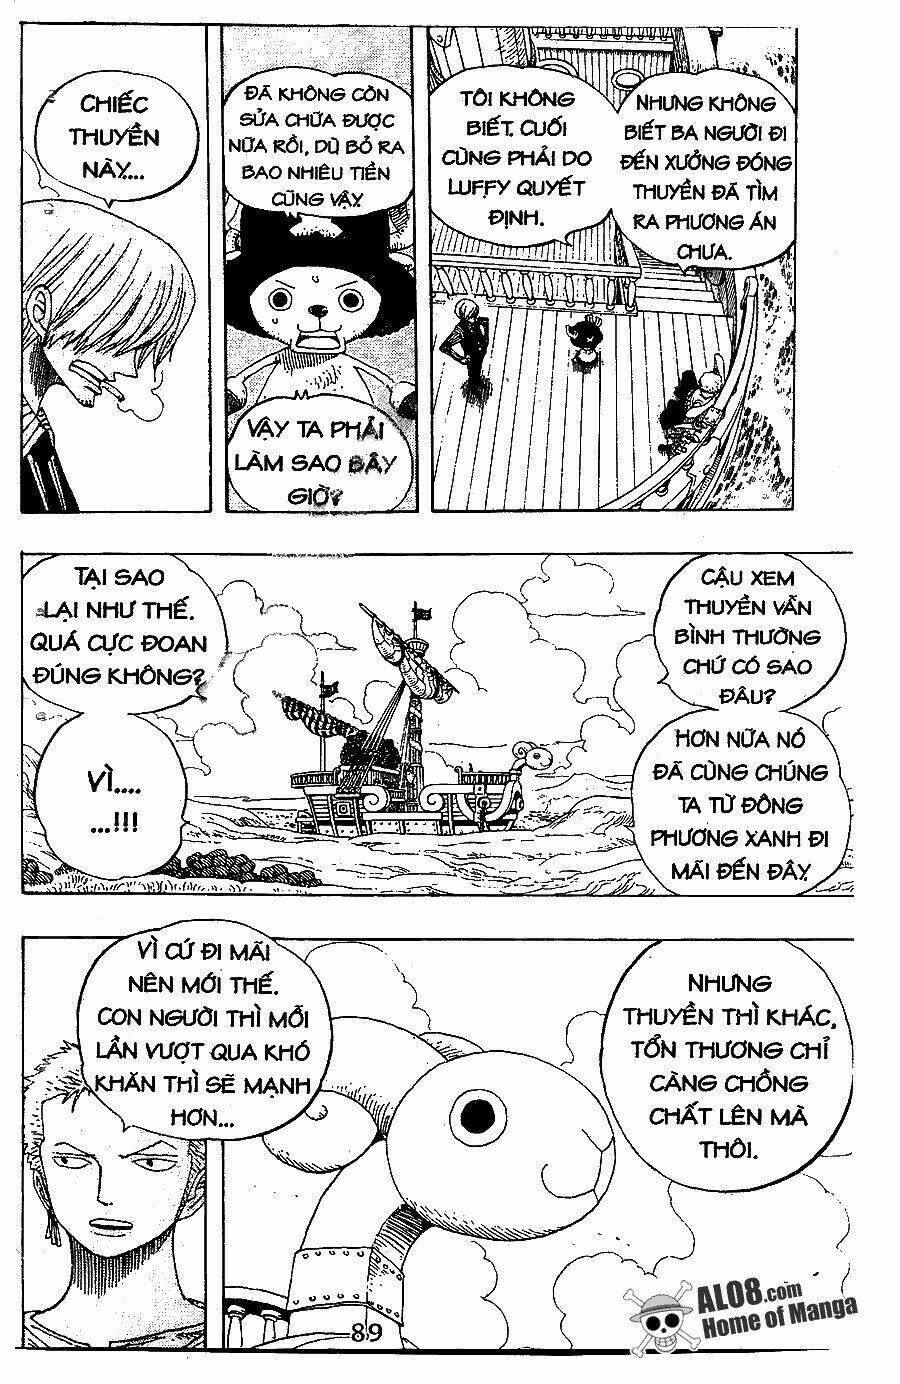 CHIẾC
THUYỀN
NÀY...
ĐÃ KHÔNG CÒN
SỬA CHỮA ĐƯỢC
NỮA RỒI, DÙ BỎ RA
BAO NHIÊU TIỀN
CŨNG VẬY.
VẬY TA PHẢI
LÀM SAO BÂY
GIỜ?
TÔI KHÔNG
BIẾT. CUỐI
CÙNG PHẢI DO
LUFFY QUYẾT
ĐỊNH.
NHƯNG KHÔNG
BIẾT BA NGƯỜI ĐI
ĐẾN XƯỞNG ĐÓNG
THUYỀN ĐÃ TÌM
RA PHƯƠNG ÁN
CHƯA.
TẠI SAO
LẠI NHƯ THẾ.
QUÁ CỰC ĐOAN
ĐÚNG KHÔNG?
VÌ....
...!!!
CẬU XEM
THUYỀN VẪN
BÌNH THƯỜNG
CHỨ CÓ SAO
ĐÂU?
HƠN NỮA NÓ
ĐÃ CÙNG CHÚNG
TA TỪ ĐÔNG
PHƯƠNG XANH ĐI
MÃI ĐẾN ĐÂY.
VÌ CỨ ĐI MÃI
NÊN MỚI THẾ.
CON NGƯỜI THÌ MỖI
LẦN VƯỢT QUA KHÓ
KHĂN THÌ SẼ MẠNH
HƠN...
NHƯNG
THUYỀN THÌ KHÁC,
TỔN THƯƠNG CHỈ
CÀNG CHỒNG
CHẤT LÊN MÀ
THÔI.
89
ALO8.com
Home of Manga